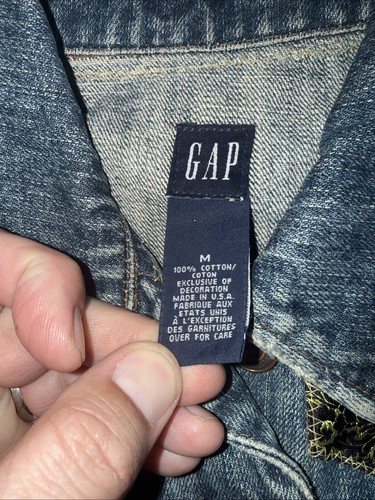 GAP
M
100% COTTON/
COTON
EXCLUSIVE OF
DECORATION
MADE IN U.S.A.
FABRIQUE AUX
ETATS UNIS
À L'EXCEPTION
DES GARNITURES
OVER FOR CARE